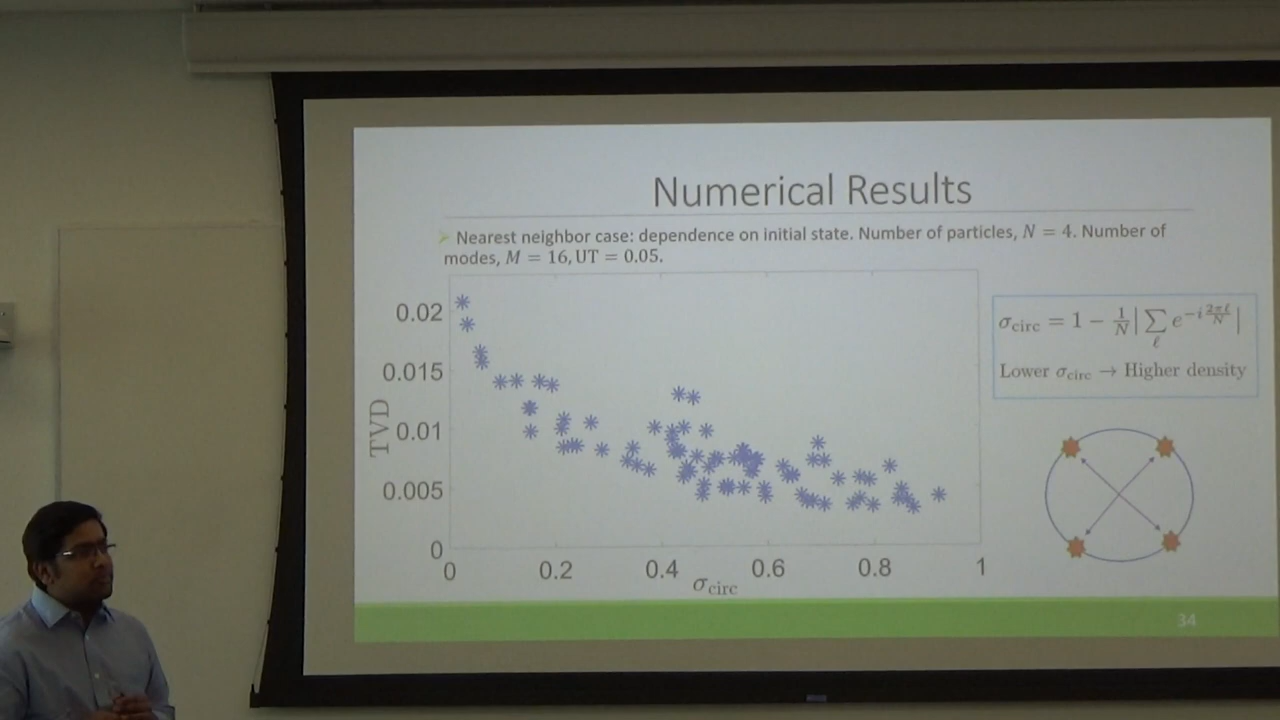 Numerical Results
➢ Nearest neighbor case: dependence on initial state. Number of particles, N = 4. Number of
modes, M = 16, UT = 0.05.
0.02
0.015
0.01
0.005
0
TVD
0 0.2 0.4 0.6 0.8 1
σ_circ
σ_circ = 1 − 1/N |∑_ℓ e^{−i 2πℓ/N}|
Lower σ_circ → Higher density
34